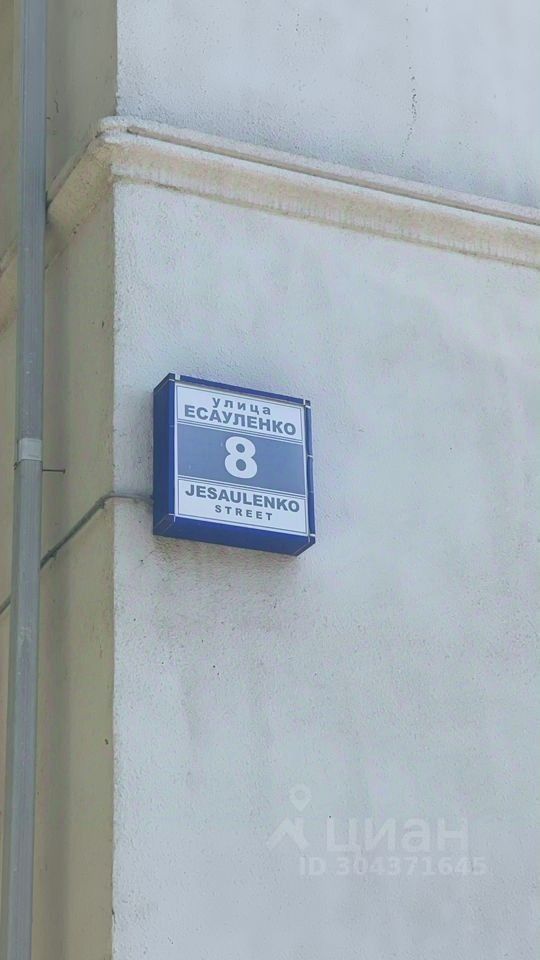 улица
ЕСАУЛЕНКО
8
JESAULENKO
STREET
циан
ID 304371645